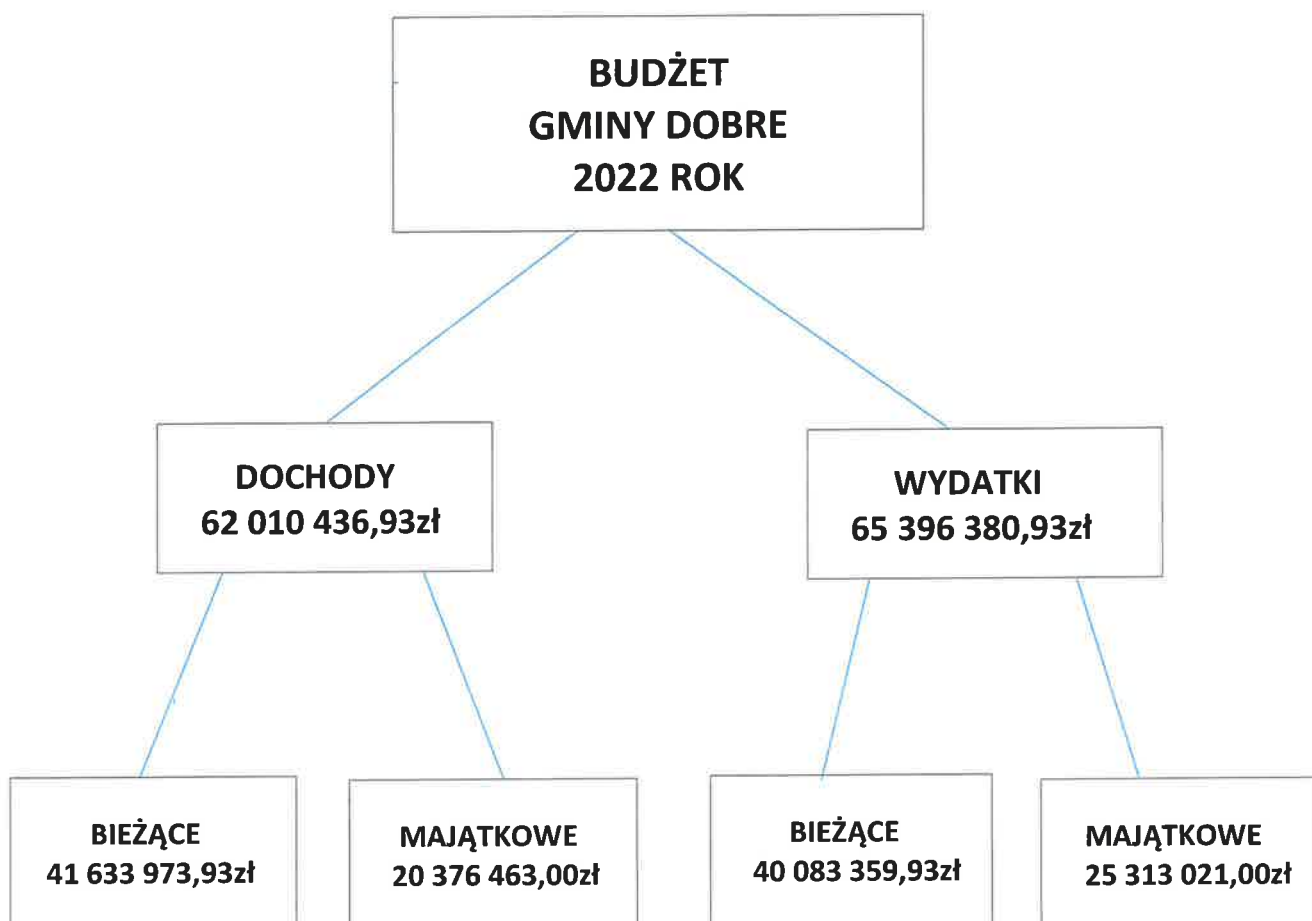 BUDŻET
GMINY DOBRE
2022 ROK
DOCHODY
62 010 436,93zł
WYDATKI
65 396 380,93zł
BIEŻĄCE
41 633 973,93zł
MAJĄTKOWE
20 376 463,00zł
BIEŻĄCE
40 083 359,93zł
MAJĄTKOWE
25 313 021,00zł